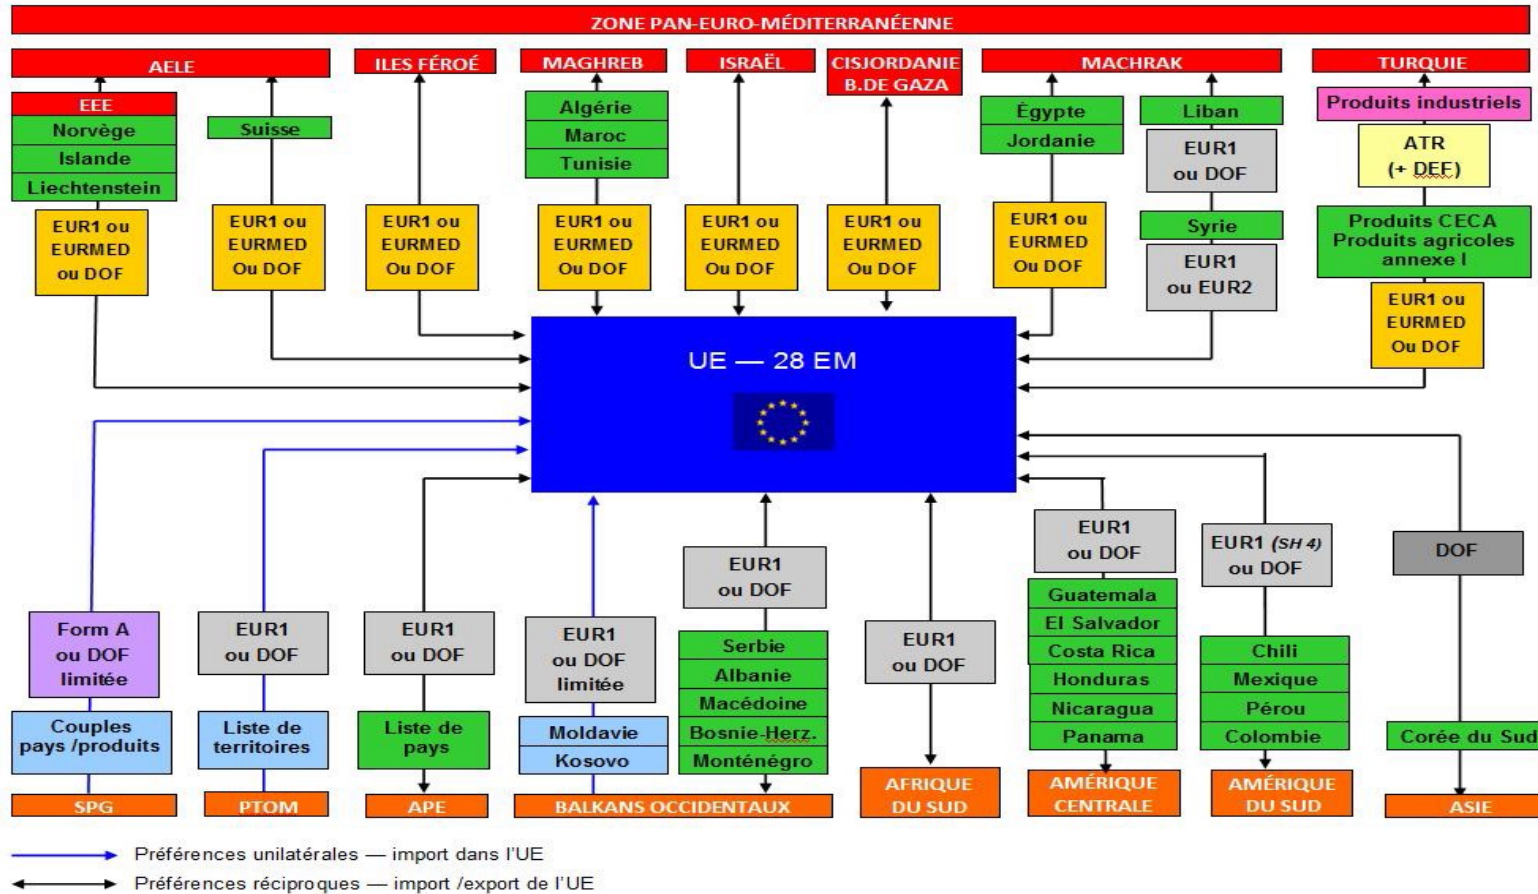 ZONE PAN-EURO-MÉDITERRANÉENNE
AELE
ILES FÉROÉ
MAGHREB
ISRAËL
CISJORDANIE
B.DE GAZA
MACHRAK
TURQUIE
EEE
Norvège
Islande
Liechtenstein
EUR1 ou
EURMED
ou DOF
Suisse
EUR1 ou
EURMED
Ou DOF
EUR1 ou
EURMED
Ou DOF
Algérie
Maroc
Tunisie
EUR1 ou
EURMED
Ou DOF
EUR1 ou
EURMED
Ou DOF
EUR1 ou
EURMED
Ou DOF
Égypte
Jordanie
EUR1 ou
EURMED
Ou DOF
Liban
EUR1
ou DOF
Syrie
EUR1
ou EUR2
Produits industriels
ATR
(+ DEF)
Produits CECA
Produits agricoles
annexe I
EUR1 ou
EURMED
Ou DOF
UE — 28 EM
Form A
ou DOF
limitée
Couples
pays /produits
SPG
EUR1
ou DOF
Liste de
territoires
PTOM
EUR1
ou DOF
Liste de
pays
APE
EUR1
ou DOF
limitée
Moldavie
Kosovo
EUR1
ou DOF
Serbie
Albanie
Macédoine
Bosnie-Herz.
Monténégro
BALKANS OCCIDENTAUX
EUR1
ou DOF
AFRIQUE
DU SUD
EUR1
ou DOF
Guatemala
El Salvador
Costa Rica
Honduras
Nicaragua
Panama
AMÉRIQUE
CENTRALE
EUR1 (SH 4)
ou DOF
Chili
Mexique
Pérou
Colombie
AMÉRIQUE
DU SUD
DOF
Corée du Sud
ASIE
Préférences unilatérales — import dans l'UE
Préférences réciproques — import /export de l'UE